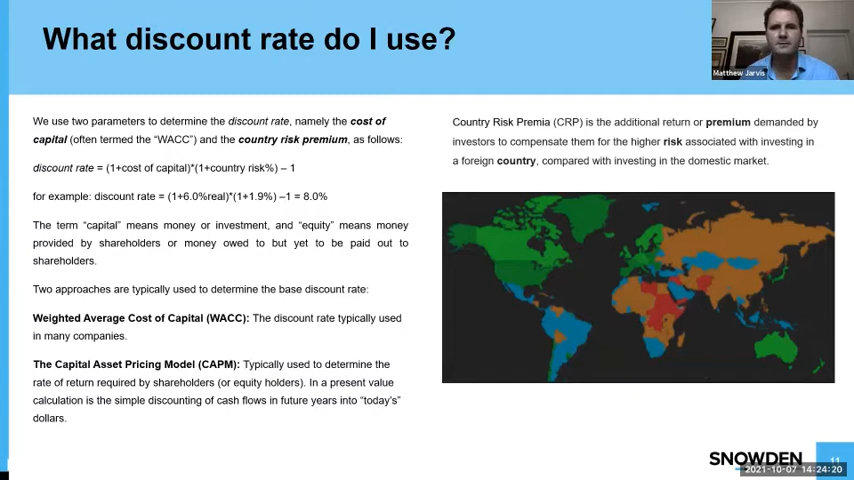 What discount rate do I use?
Matthew Jarvis
We use two parameters to determine the discount rate, namely the cost of
capital (often termed the “WACC”) and the country risk premium, as follows:
discount rate = (1+cost of capital)*(1+country risk%) – 1
for example: discount rate = (1+6.0%real)*(1+1.9%) –1 = 8.0%
The term “capital” means money or investment, and “equity” means money
provided by shareholders or money owed to but yet to be paid out to
shareholders.
Two approaches are typically used to determine the base discount rate:
Weighted Average Cost of Capital (WACC): The discount rate typically used
in many companies.
The Capital Asset Pricing Model (CAPM): Typically used to determine the
rate of return required by shareholders (or equity holders). In a present value
calculation is the simple discounting of cash flows in future years into “today’s”
dollars.
Country Risk Premia (CRP) is the additional return or premium demanded by
investors to compensate them for the higher risk associated with investing in
a foreign country, compared with investing in the domestic market.
SNOWDEN
11
2021-10-07 14:24:20